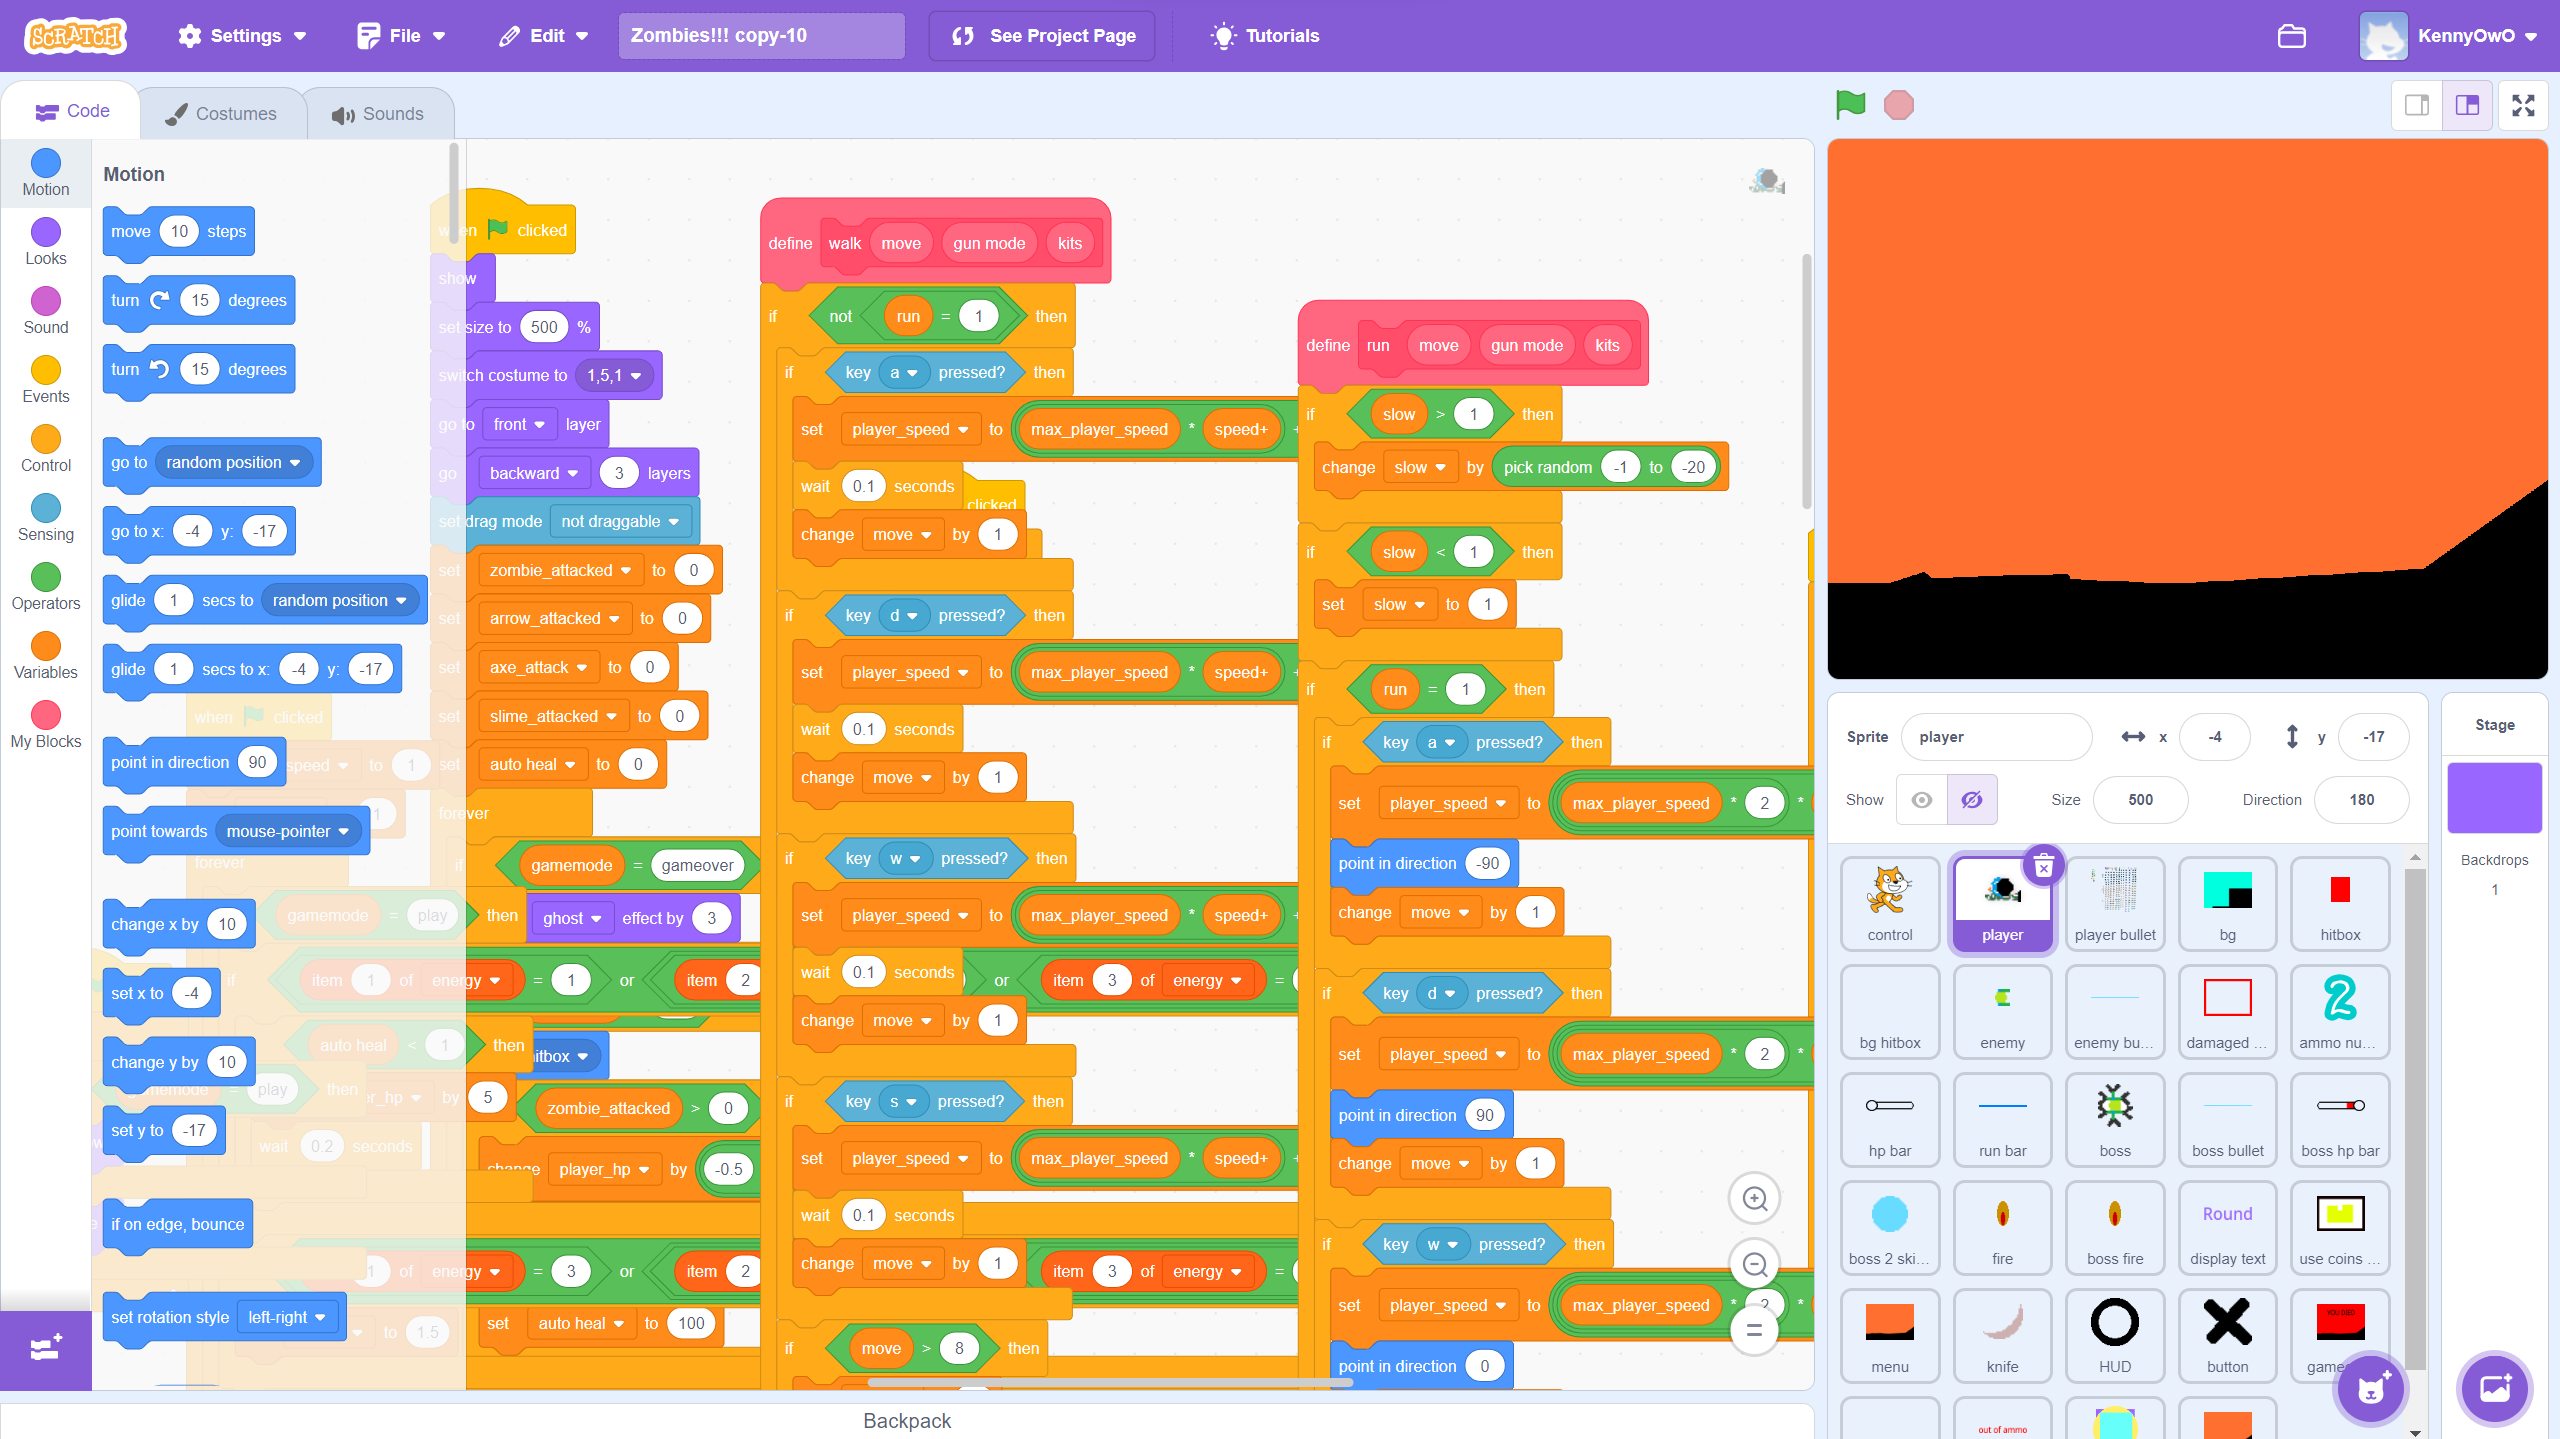 SCRATCH Settings File Edit Zombies!!! copy-10 See Project Page Tutorials KennyOwO
Code Costumes Sounds
Motion
Looks
Sound
Events
Control
Sensing
Operators
Variables
My Blocks
Motion
move 10 steps
turn 15 degrees
turn 15 degrees
go to random position
go to x: -4 y: -17
glide 1 secs to random position
glide 1 secs to x: -4 y: -17
point in direction 90
point towards mouse-pointer
change x by 10
set x to -4
change y by 10
set y to -17
if on edge, bounce
set rotation style left-right
when clicked
speed to 1
1
forever
gamemode = play
if item 1 of energy = 1 or item 2
auto heal < 1 then
gamemode = play then
by 5
wait 0.2 seconds
1 of energy = 3 or item 2
to 1.5
when clicked
show
set size to 500 %
switch costume to 1,5,1
go to front layer
go backward 3 layers
set drag mode not draggable
set zombie_attacked to 0
set arrow_attacked to 0
set axe_attack to 0
set slime_attacked to 0
set auto heal to 0
forever
if gamemode = gameover
then
ghost effect by 3
or item 3 of energy =
zombie_attacked > 0
change player_hp by -0.5
item 3 of energy =
set auto heal to 100
define walk move gun mode kits
if not run = 1 then
if key a pressed? then
set player_speed to max_player_speed * speed+ +
wait 0.1 seconds
clicked
change move by 1
if key d pressed? then
set player_speed to max_player_speed * speed+ +
wait 0.1 seconds
change move by 1
if key w pressed? then
set player_speed to max_player_speed * speed+ +
wait 0.1 seconds
change move by 1
if key s pressed? then
set player_speed to max_player_speed * speed+ +
wait 0.1 seconds
change move by 1
if move > 8 then
define run move gun mode kits
if slow > 1 then
change slow by pick random -1 to -20
if slow < 1 then
set slow to 1
if run = 1 then
if key a pressed? then
set player_speed to max_player_speed * 2 *
point in direction -90
change move by 1
if key d pressed? then
set player_speed to max_player_speed * 2 *
point in direction 90
change move by 1
if key w pressed? then
set player_speed to max_player_speed * 2 *
point in direction 0
Backpack
Sprite player x -4 y -17
Show Size 500 Direction 180
control player player bullet bg hitbox
bg hitbox enemy enemy bu... damaged ... ammo nu...
hp bar run bar boss boss bullet boss hp bar
Round
boss 2 ski... fire boss fire display text use coins ...
YOU DIED
menu knife HUD button
out of ammo
Stage
Backdrops
1